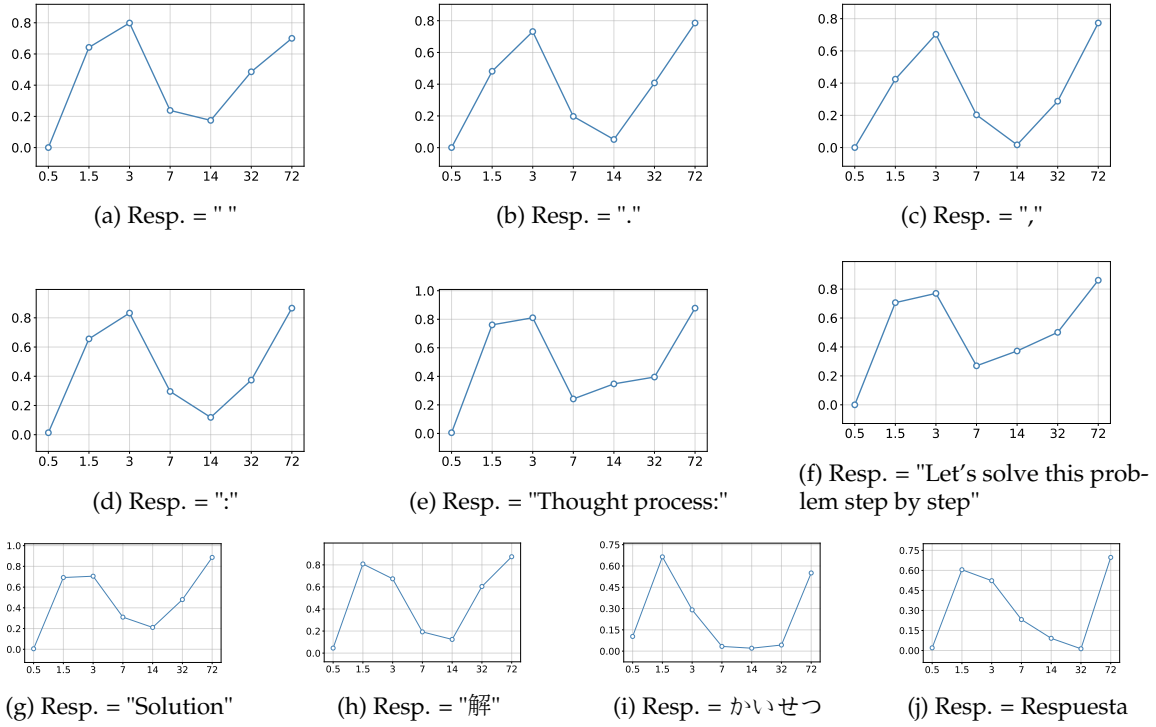 0.8
0.6
0.4
0.2
0.0
0.5 1.5 3 7 14 32 72
(a) Resp. = " "
0.8
0.6
0.4
0.2
0.0
0.5 1.5 3 7 14 32 72
(b) Resp. = "."
0.8
0.6
0.4
0.2
0.0
0.5 1.5 3 7 14 32 72
(c) Resp. = ","
0.8
0.6
0.4
0.2
0.0
0.5 1.5 3 7 14 32 72
(d) Resp. = ":"
1.0
0.8
0.6
0.4
0.2
0.0
0.5 1.5 3 7 14 32 72
(e) Resp. = "Thought process:"
0.8
0.6
0.4
0.2
0.0
0.5 1.5 3 7 14 32 72
(f) Resp. = "Let's solve this prob-
lem step by step"
1.0
0.8
0.6
0.4
0.2
0.0
0.5 1.5 3 7 14 32 72
(g) Resp. = "Solution"
0.8
0.6
0.4
0.2
0.0
0.5 1.5 3 7 14 32 72
(h) Resp. = "解"
0.75
0.60
0.45
0.30
0.15
0.00
0.5 1.5 3 7 14 32 72
(i) Resp. = かいせつ
0.75
0.60
0.45
0.30
0.15
0.00
0.5 1.5 3 7 14 32 72
(j) Resp. = Respuesta